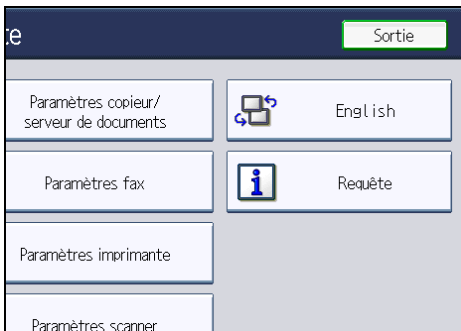 te
Sortie
Paramètres copieur/
serveur de documents
English
Paramètres fax
Requête
Paramètres imprimante
Paramètres scanner